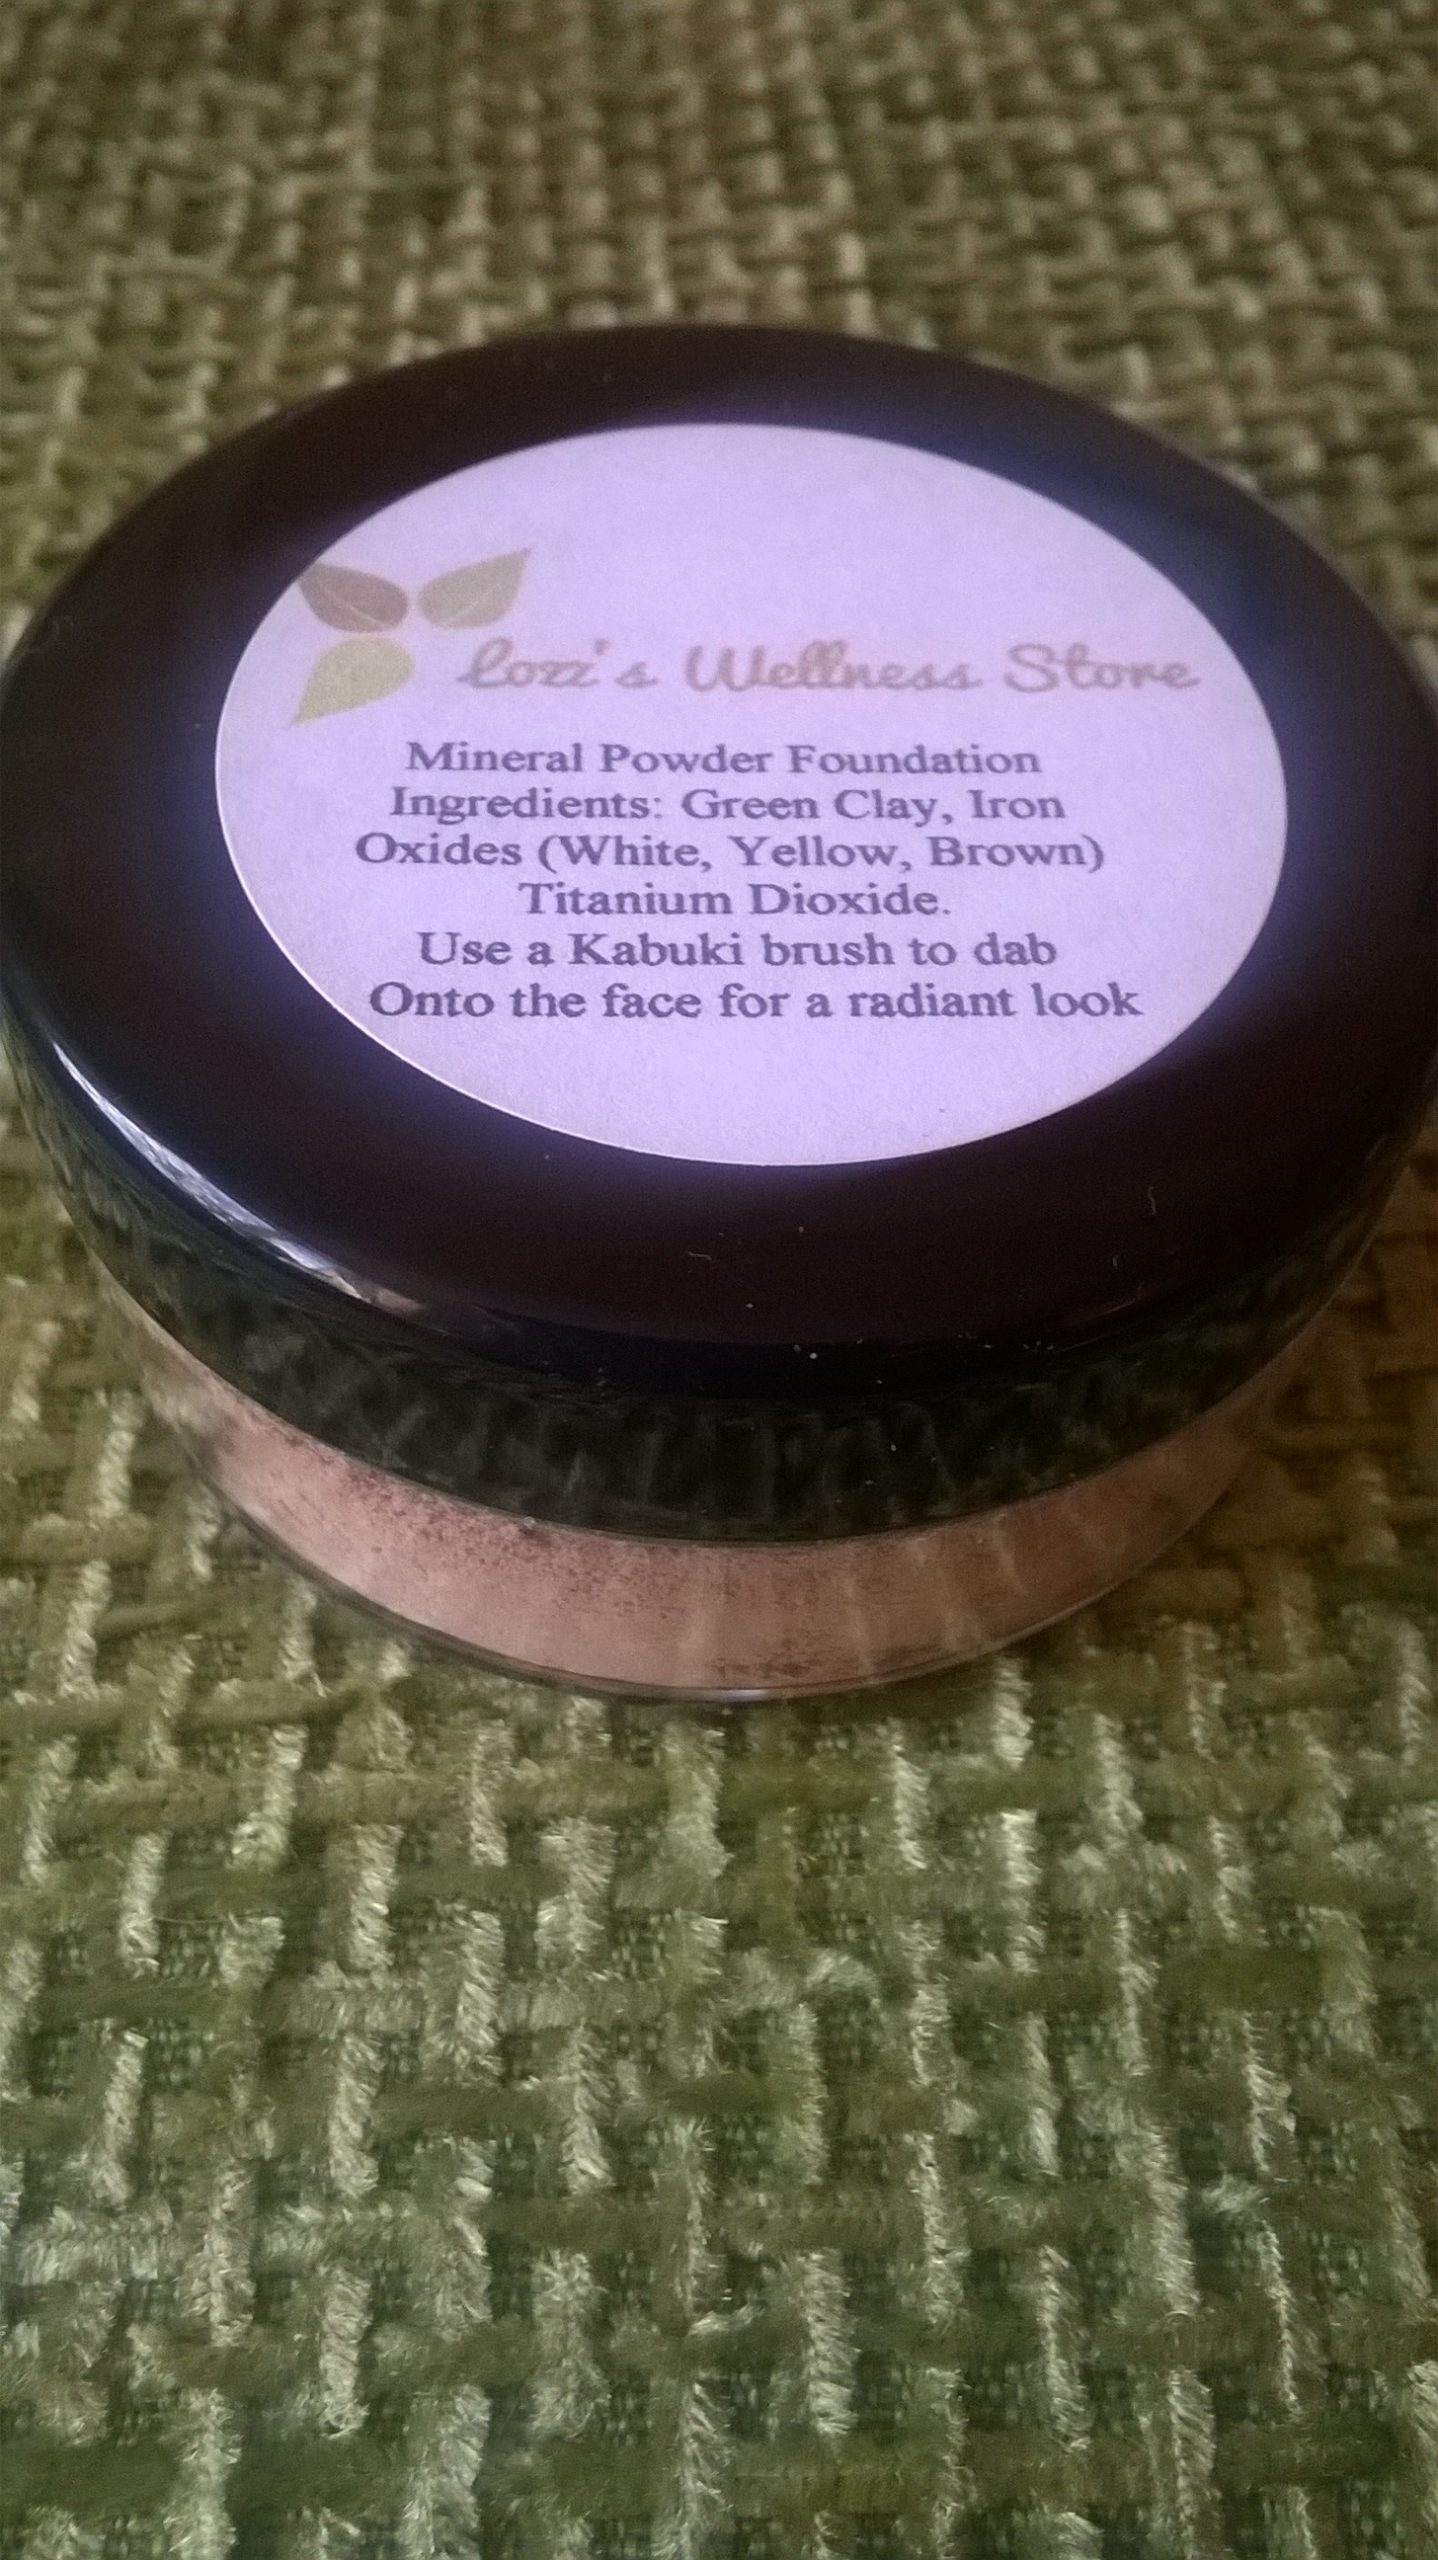 Lozz's Wellness Store
Mineral Powder Foundation
Ingredients: Green Clay, Iron
Oxides (White, Yellow, Brown)
Titanium Dioxide.
Use a Kabuki brush to dab
Onto the face for a radiant look